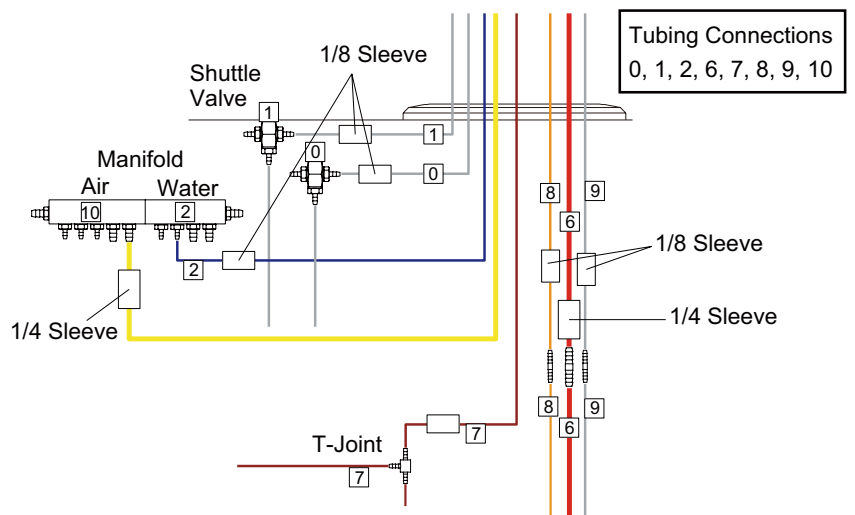 Tubing Connections
0, 1, 2, 6, 7, 8, 9, 10
1/8 Sleeve
Shuttle
Valve
1
1
0
0
Manifold
Air
Water
10
2
2
1/4 Sleeve
8
9
6
1/8 Sleeve
1/4 Sleeve
8
9
6
7
T-Joint
7